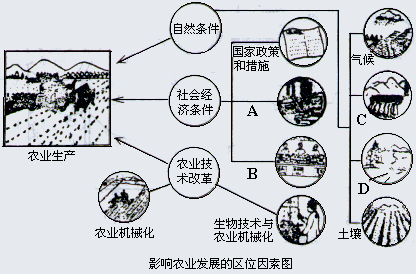 自然条件
国家政策
和措施
气候
农业生产
社会经
济条件
A
C
农业技
术改革
B
D
农业机械化
生物技术与
农业机械化
土壤
影响农业发展的区位因素图